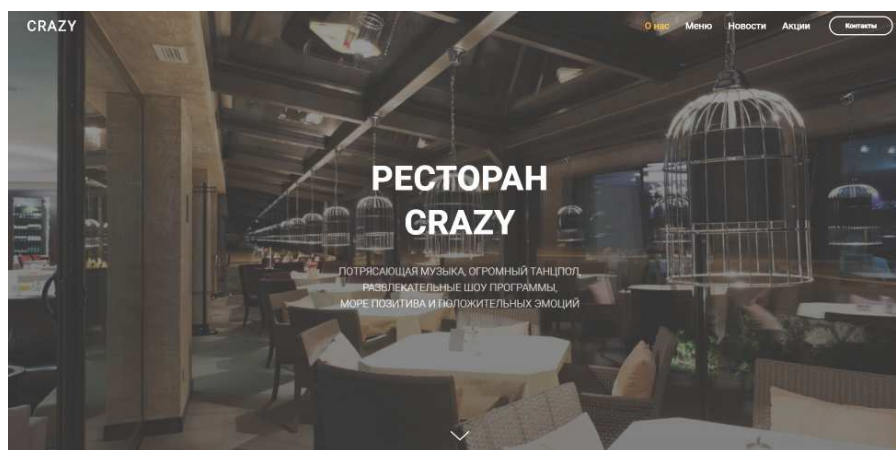 CRAZY
О нас Меню Новости Акции Контакты
РЕСТОРАН
CRAZY
ПОТРЯСАЮЩАЯ МУЗЫКА, ОГРОМНЫЙ ТАНЦПОЛ,
РАЗВЛЕКАТЕЛЬНЫЕ ШОУ ПРОГРАММЫ,
МОРЕ ПОЗИТИВА И ПОЛОЖИТЕЛЬНЫХ ЭМОЦИЙ